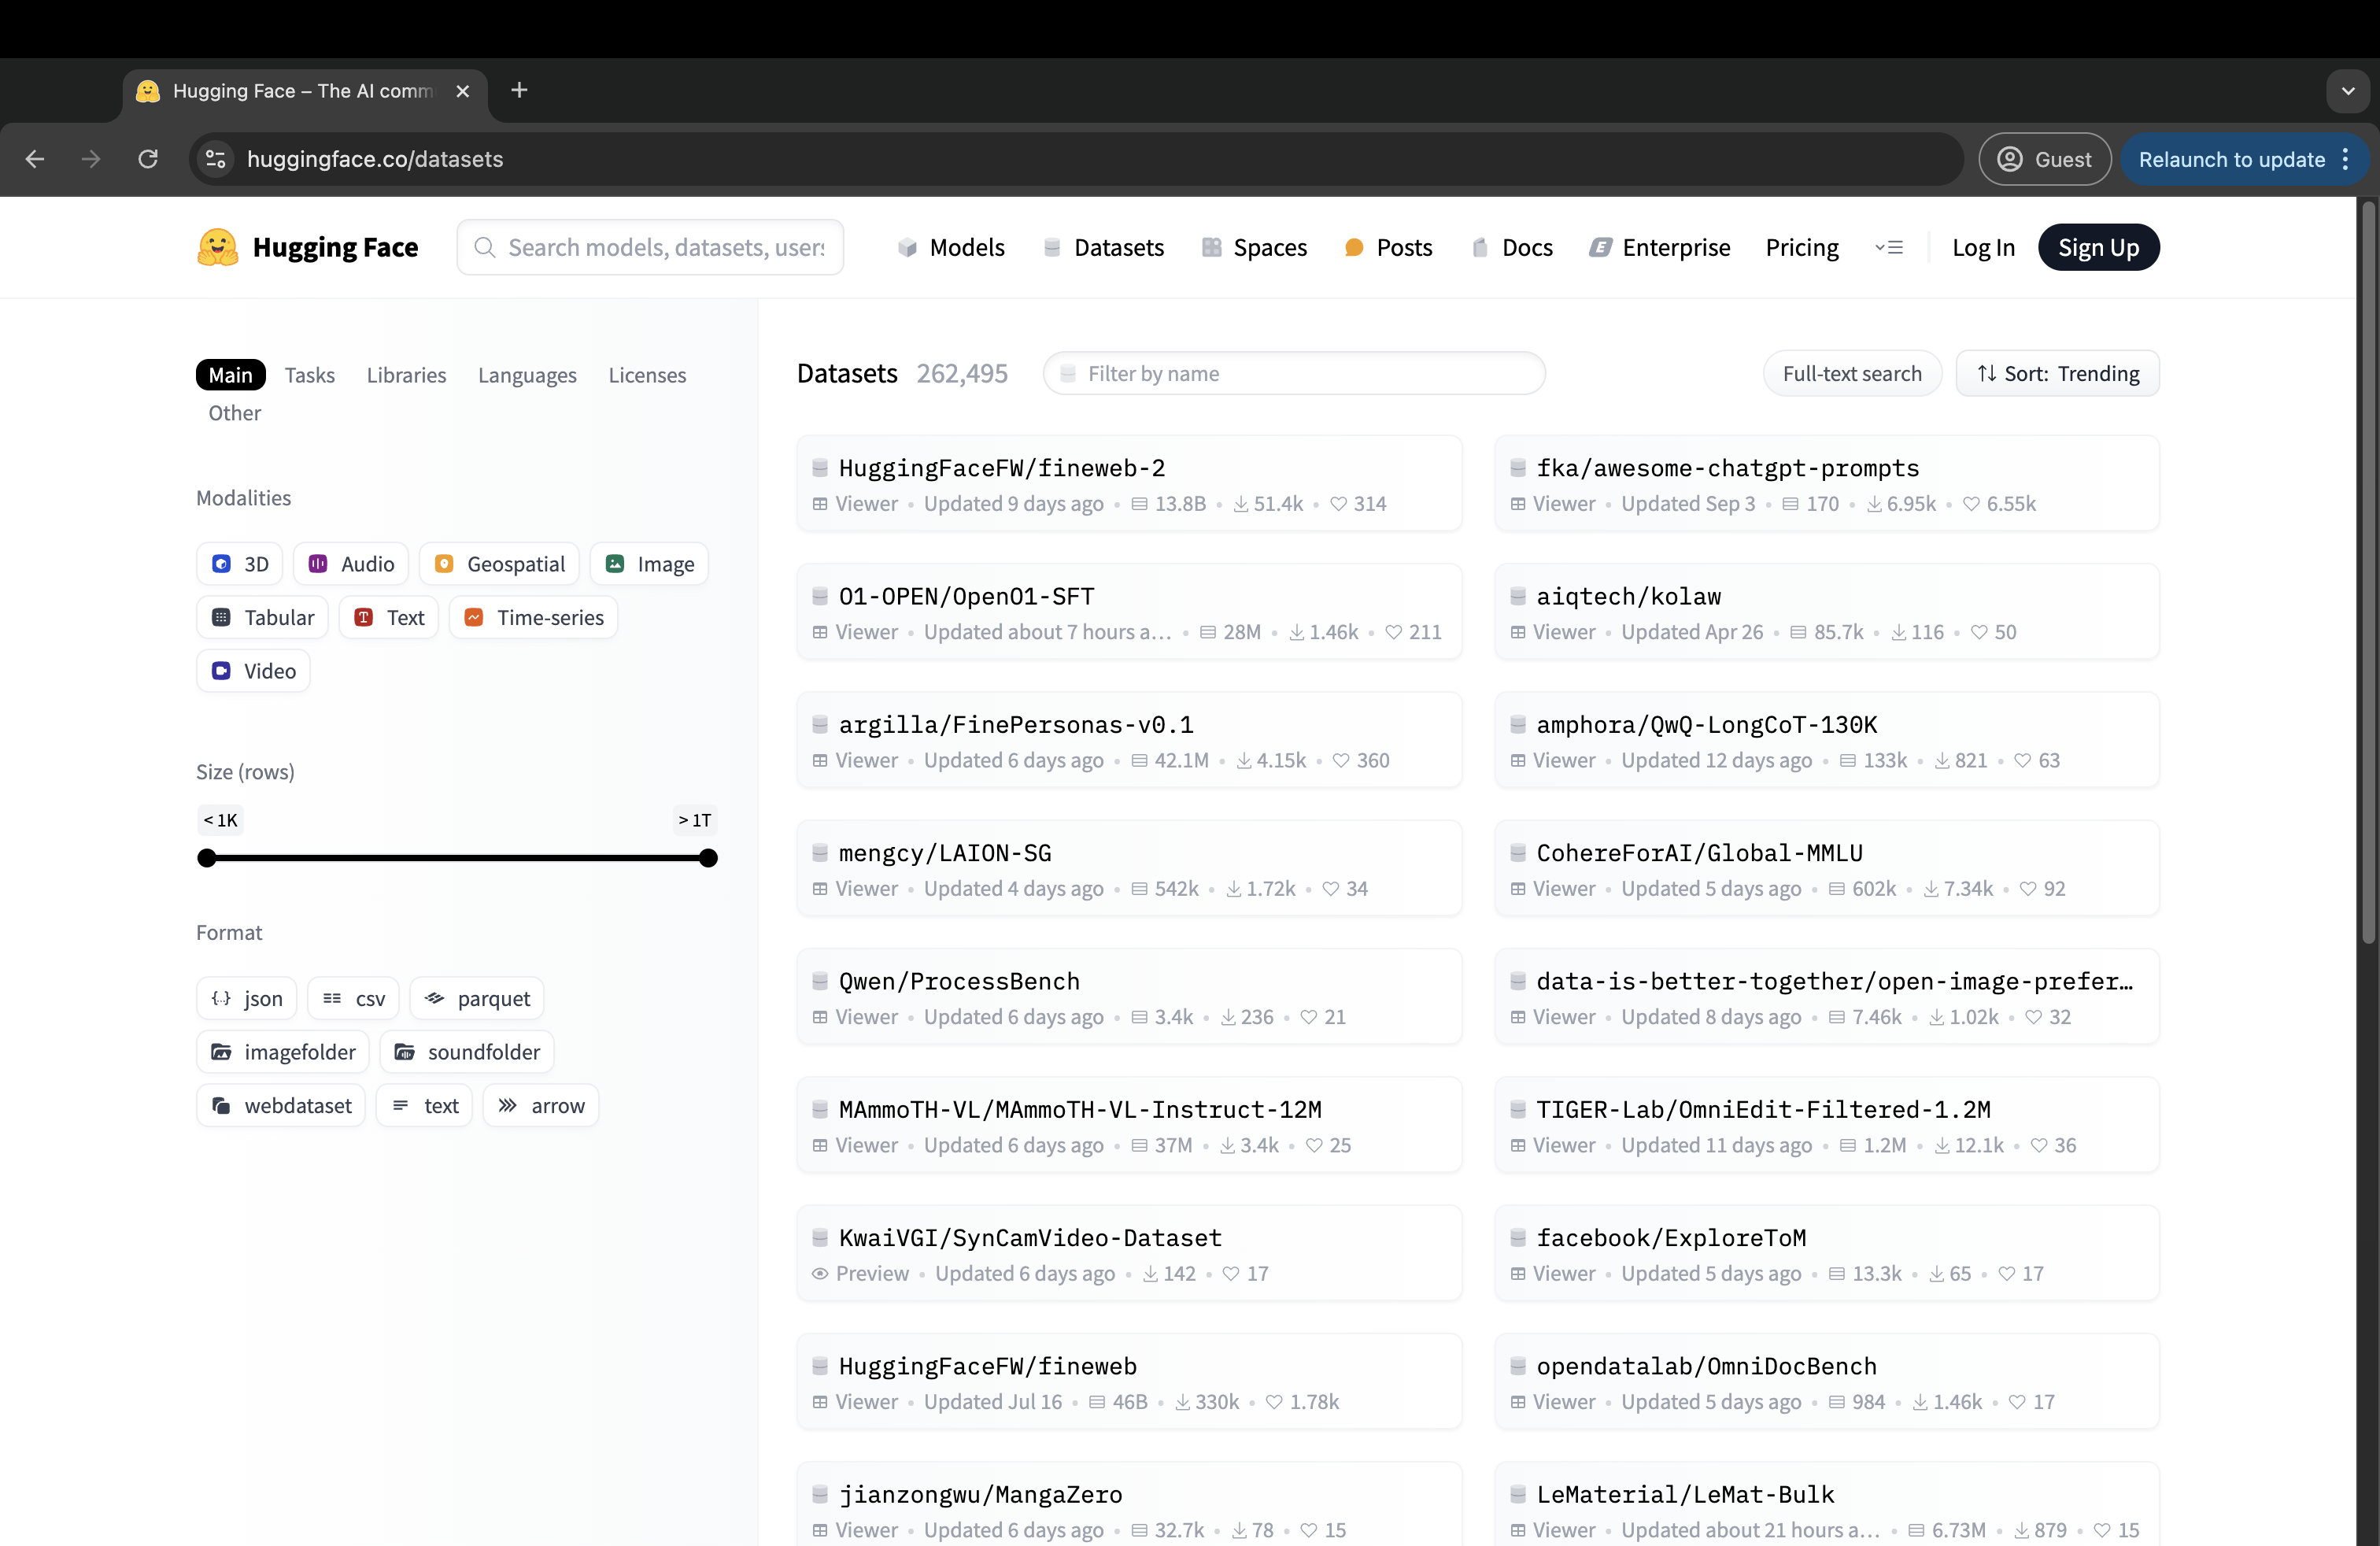 Hugging Face – The AI comm
huggingface.co/datasets
Guest
Relaunch to update
Hugging Face
Search models, datasets, users
Models
Datasets
Spaces
Posts
Docs
Enterprise
Pricing
Log In
Sign Up
Main
Tasks
Libraries
Languages
Licenses
Other
Modalities
3D
Audio
Geospatial
Image
Tabular
Text
Time-series
Video
Size (rows)
< 1K
> 1T
Format
json
csv
parquet
imagefolder
soundfolder
webdataset
text
arrow
Datasets 262,495
Filter by name
Full-text search
Sort: Trending
HuggingFaceFW/fineweb-2
Viewer • Updated 9 days ago • 13.8B • 51.4k • 314
fka/awesome-chatgpt-prompts
Viewer • Updated Sep 3 • 170 • 6.95k • 6.55k
O1-OPEN/OpenO1-SFT
Viewer • Updated about 7 hours a… • 28M • 1.46k • 211
aiqtech/kolaw
Viewer • Updated Apr 26 • 85.7k • 116 • 50
argilla/FinePersonas-v0.1
Viewer • Updated 6 days ago • 42.1M • 4.15k • 360
amphora/QwQ-LongCoT-130K
Viewer • Updated 12 days ago • 133k • 821 • 63
mengcy/LAION-SG
Viewer • Updated 4 days ago • 542k • 1.72k • 34
CohereForAI/Global-MMLU
Viewer • Updated 5 days ago • 602k • 7.34k • 92
Qwen/ProcessBench
Viewer • Updated 6 days ago • 3.4k • 236 • 21
data-is-better-together/open-image-prefer…
Viewer • Updated 8 days ago • 7.46k • 1.02k • 32
MAmmoTH-VL/MAmmoTH-VL-Instruct-12M
Viewer • Updated 6 days ago • 37M • 3.4k • 25
TIGER-Lab/OmniEdit-Filtered-1.2M
Viewer • Updated 11 days ago • 1.2M • 12.1k • 36
KwaiVGI/SynCamVideo-Dataset
Preview • Updated 6 days ago • 142 • 17
facebook/ExploreToM
Viewer • Updated 5 days ago • 13.3k • 65 • 17
HuggingFaceFW/fineweb
Viewer • Updated Jul 16 • 46B • 330k • 1.78k
opendatalab/OmniDocBench
Viewer • Updated 5 days ago • 984 • 1.46k • 17
jianzongwu/MangaZero
Viewer • Updated 6 days ago • 32.7k • 78 • 15
LeMaterial/LeMat-Bulk
Viewer • Updated about 21 hours a… • 6.73M • 879 • 15